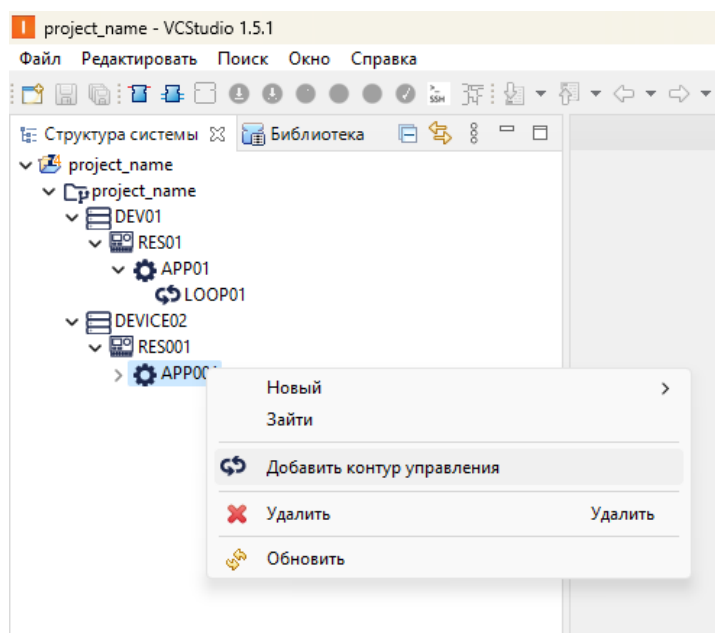 project_name - VCStudio 1.5.1
Файл Редактировать Поиск Окно Справка
SSH
Структура системы Библиотека
project_name
project_name
DEV01
RES01
APP01
LOOP01
DEVICE02
RES001
Новый
Зайти
Добавить контур управления
Удалить Удалить
Обновить